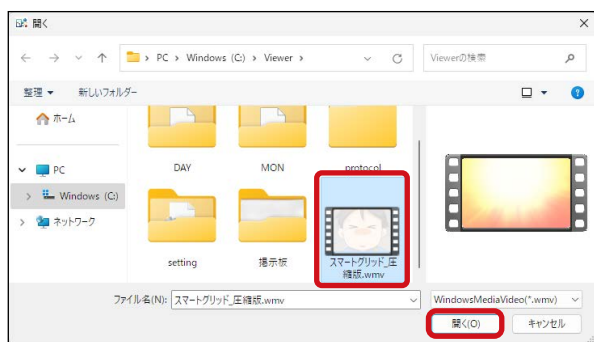 開く
PC › Windows (C:) › Viewer ›
Viewerの検索
整理
新しいフォルダー
ホーム
PC
Windows (C:)
ネットワーク
DAY
MON
protocol
setting
掲示板
スマートグリッド_圧
縮版.wmv
ファイル名(N):
スマートグリッド_圧縮版.wmv
WindowsMediaVideo(*.wmv)
開く(O)
キャンセル